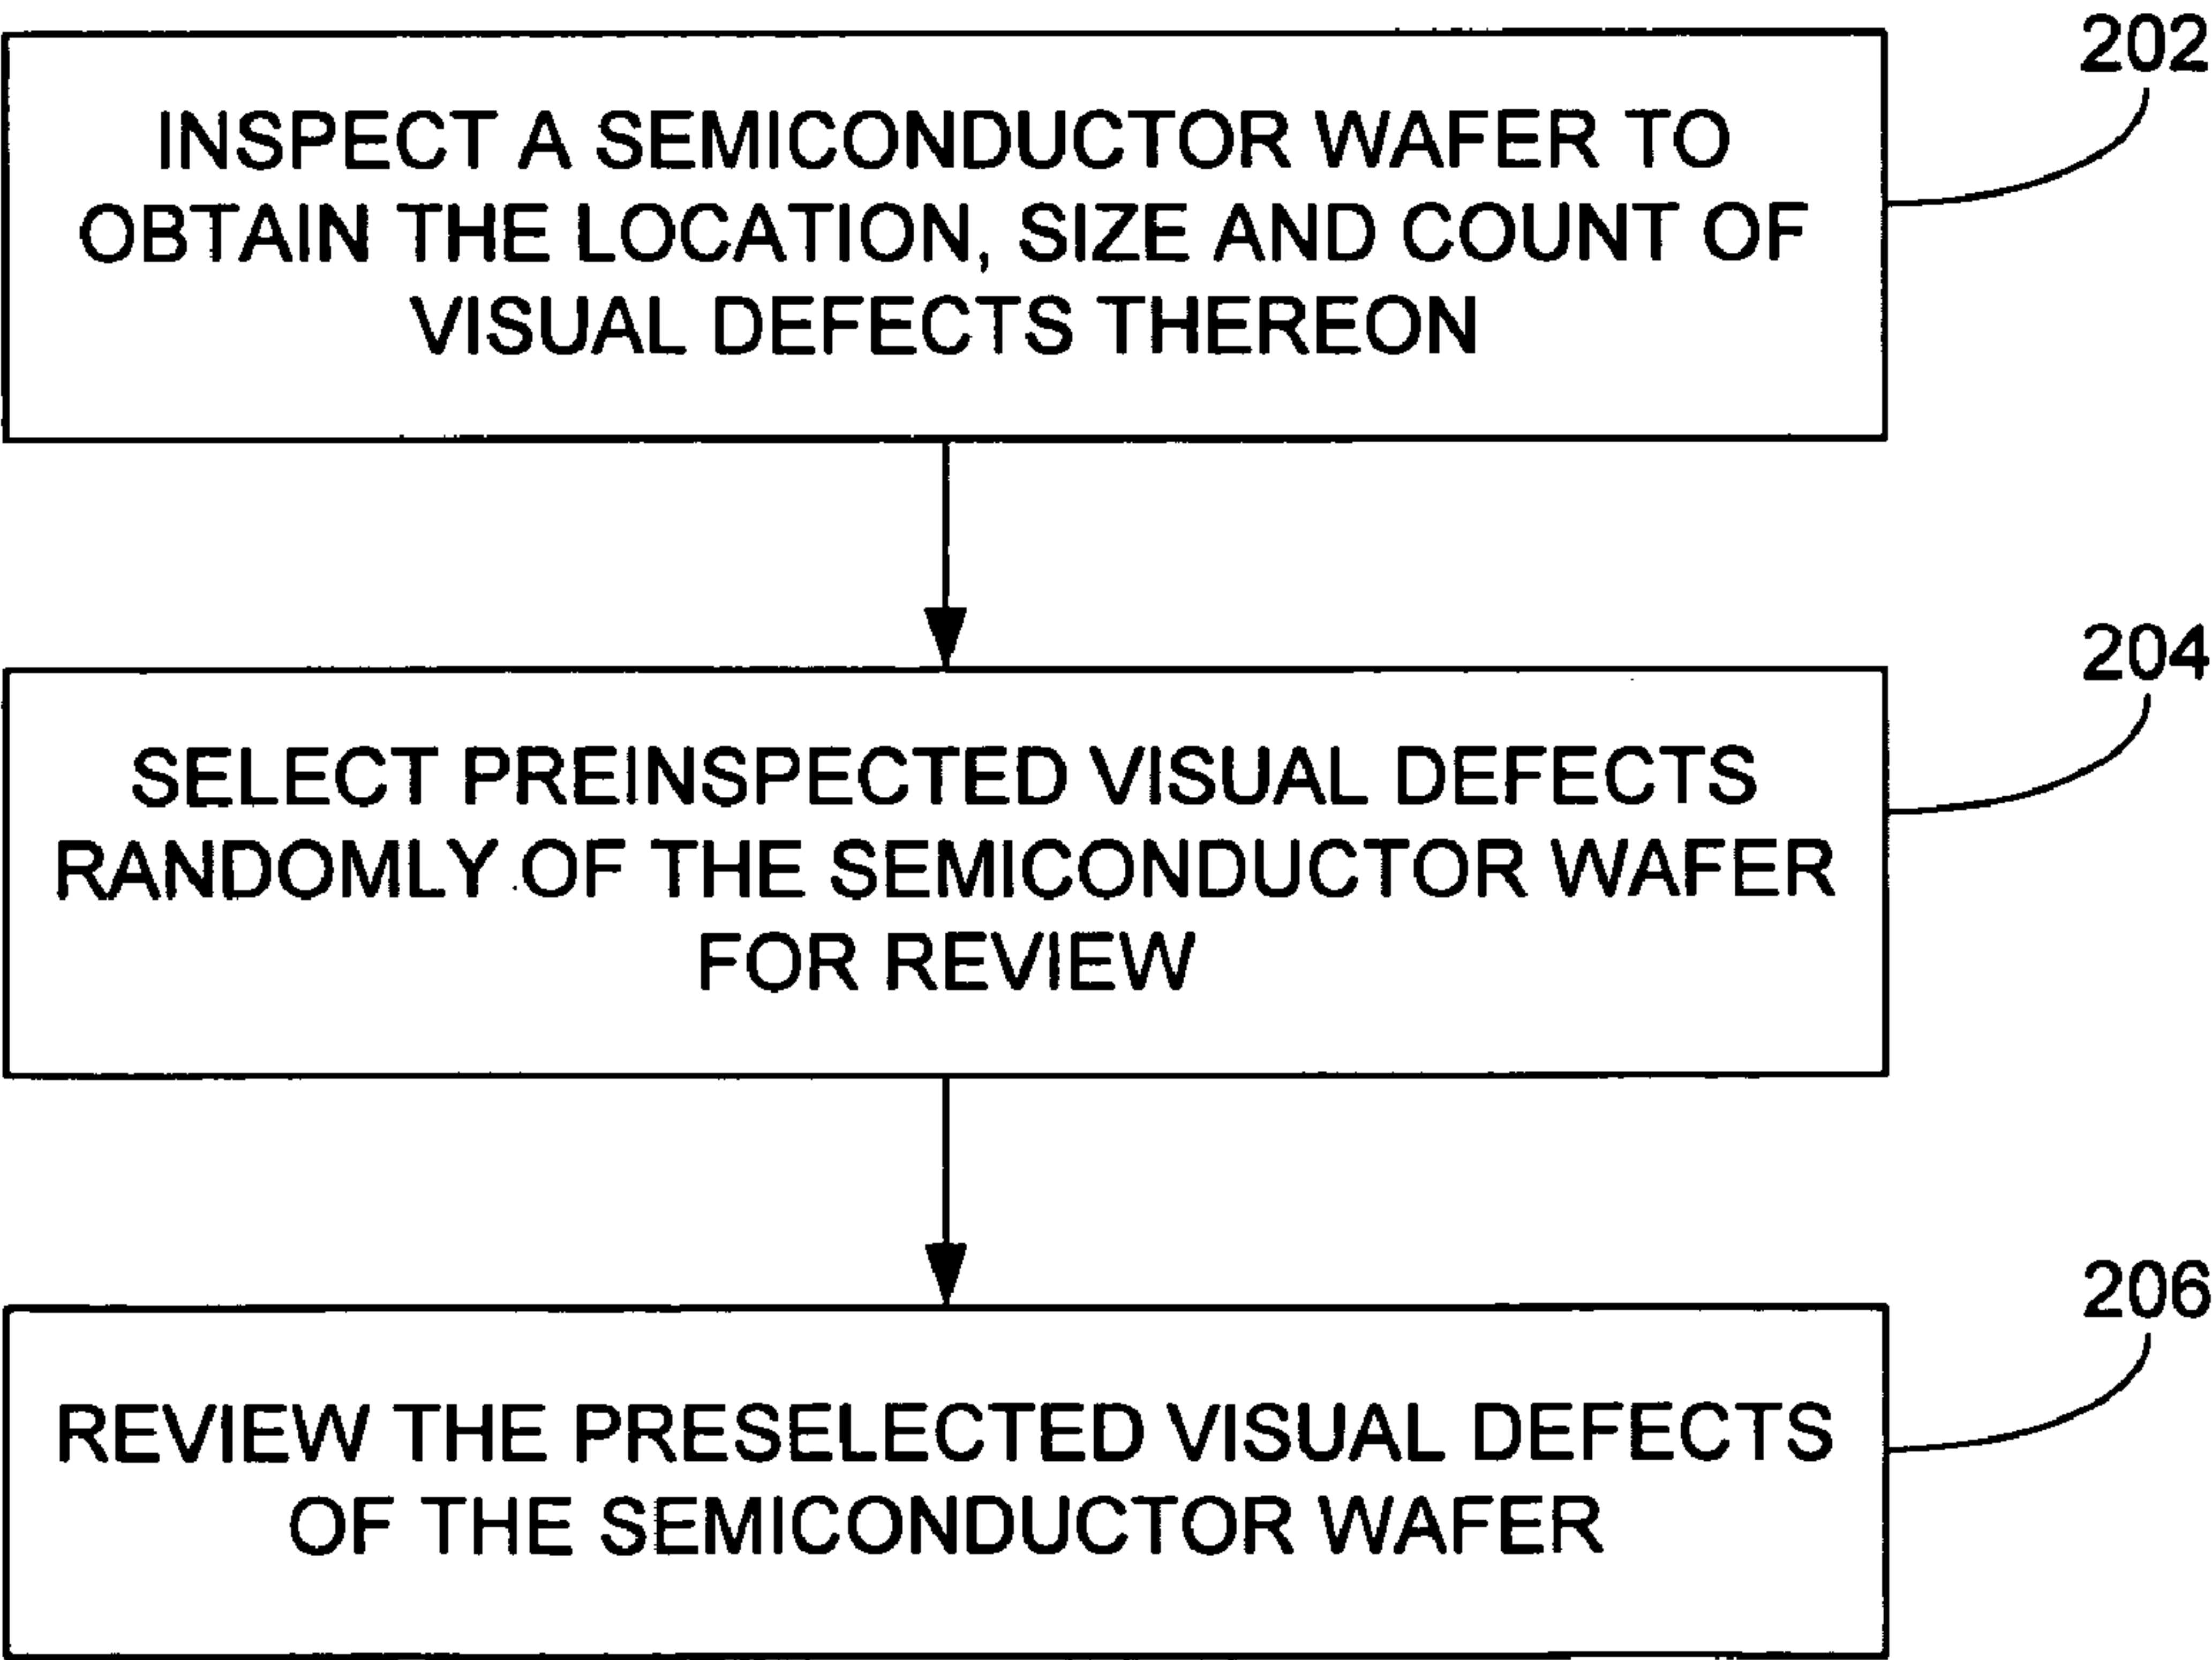 202
INSPECT A SEMICONDUCTOR WAFER TO
OBTAIN THE LOCATION, SIZE AND COUNT OF
VISUAL DEFECTS THEREON
204
SELECT PREINSPECTED VISUAL DEFECTS
RANDOMLY OF THE SEMICONDUCTOR WAFER
FOR REVIEW
206
REVIEW THE PRESELECTED VISUAL DEFECTS
OF THE SEMICONDUCTOR WAFER